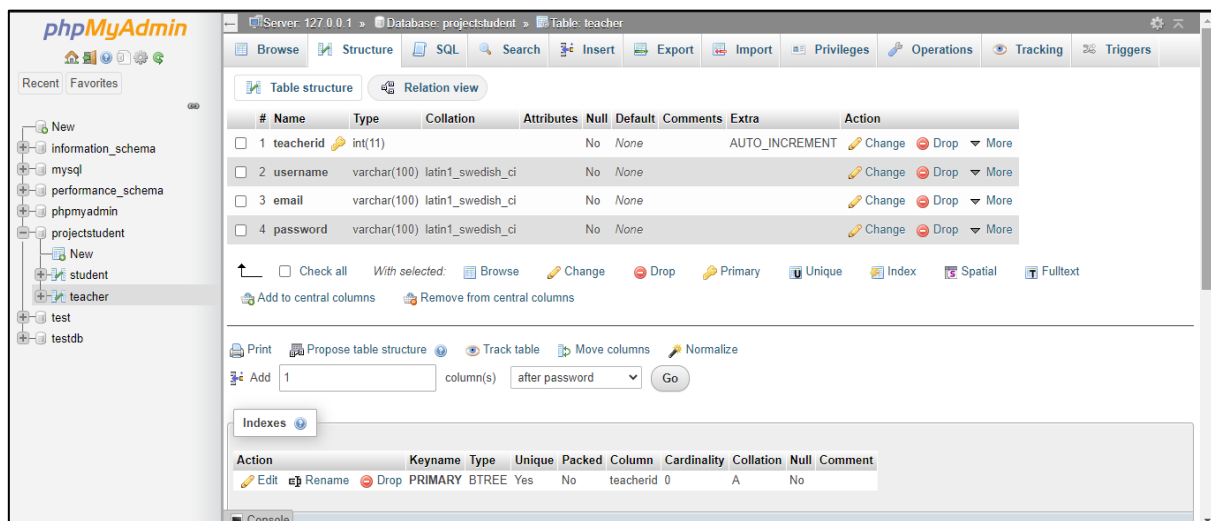 phpMyAdmin
Server: 127.0.0.1 » Database: projectstudent » Table: teacher
Browse Structure SQL Search Insert Export Import Privileges Operations Tracking Triggers
Recent Favorites
New
information_schema
mysql
performance_schema
phpmyadmin
projectstudent
New
student
teacher
test
testdb
Table structure Relation view
# Name Type Collation Attributes Null Default Comments Extra Action
1 teacherid int(11) No None AUTO_INCREMENT Change Drop More
2 username varchar(100) latin1_swedish_ci No None Change Drop More
3 email varchar(100) latin1_swedish_ci No None Change Drop More
4 password varchar(100) latin1_swedish_ci No None Change Drop More
Check all With selected: Browse Change Drop Primary Unique Index Spatial Fulltext
Add to central columns Remove from central columns
Print Propose table structure Track table Move columns Normalize
Add 1 column(s) after password Go
Indexes
Action Keyname Type Unique Packed Column Cardinality Collation Null Comment
Edit Rename Drop PRIMARY BTREE Yes No teacherid 0 A No
Console